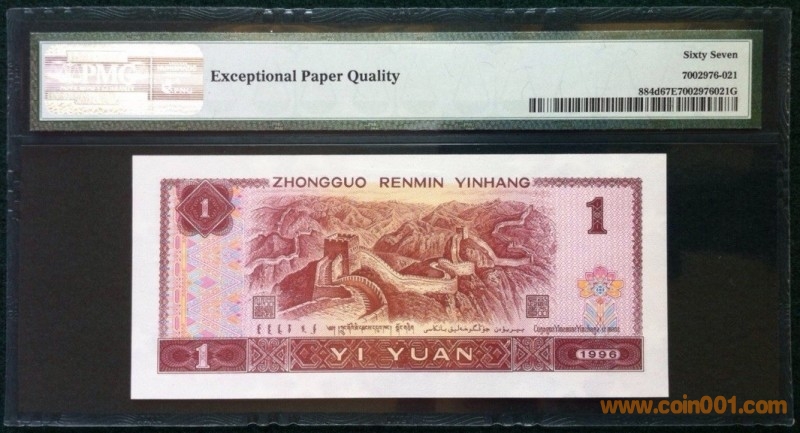 PMG
PMG
Exceptional Paper Quality
Sixty Seven
7002976-021
884d67E7002976021G
ZHONGGUO RENMIN YINHANG
1
1
1
YI YUAN
1996
www.coin001.com